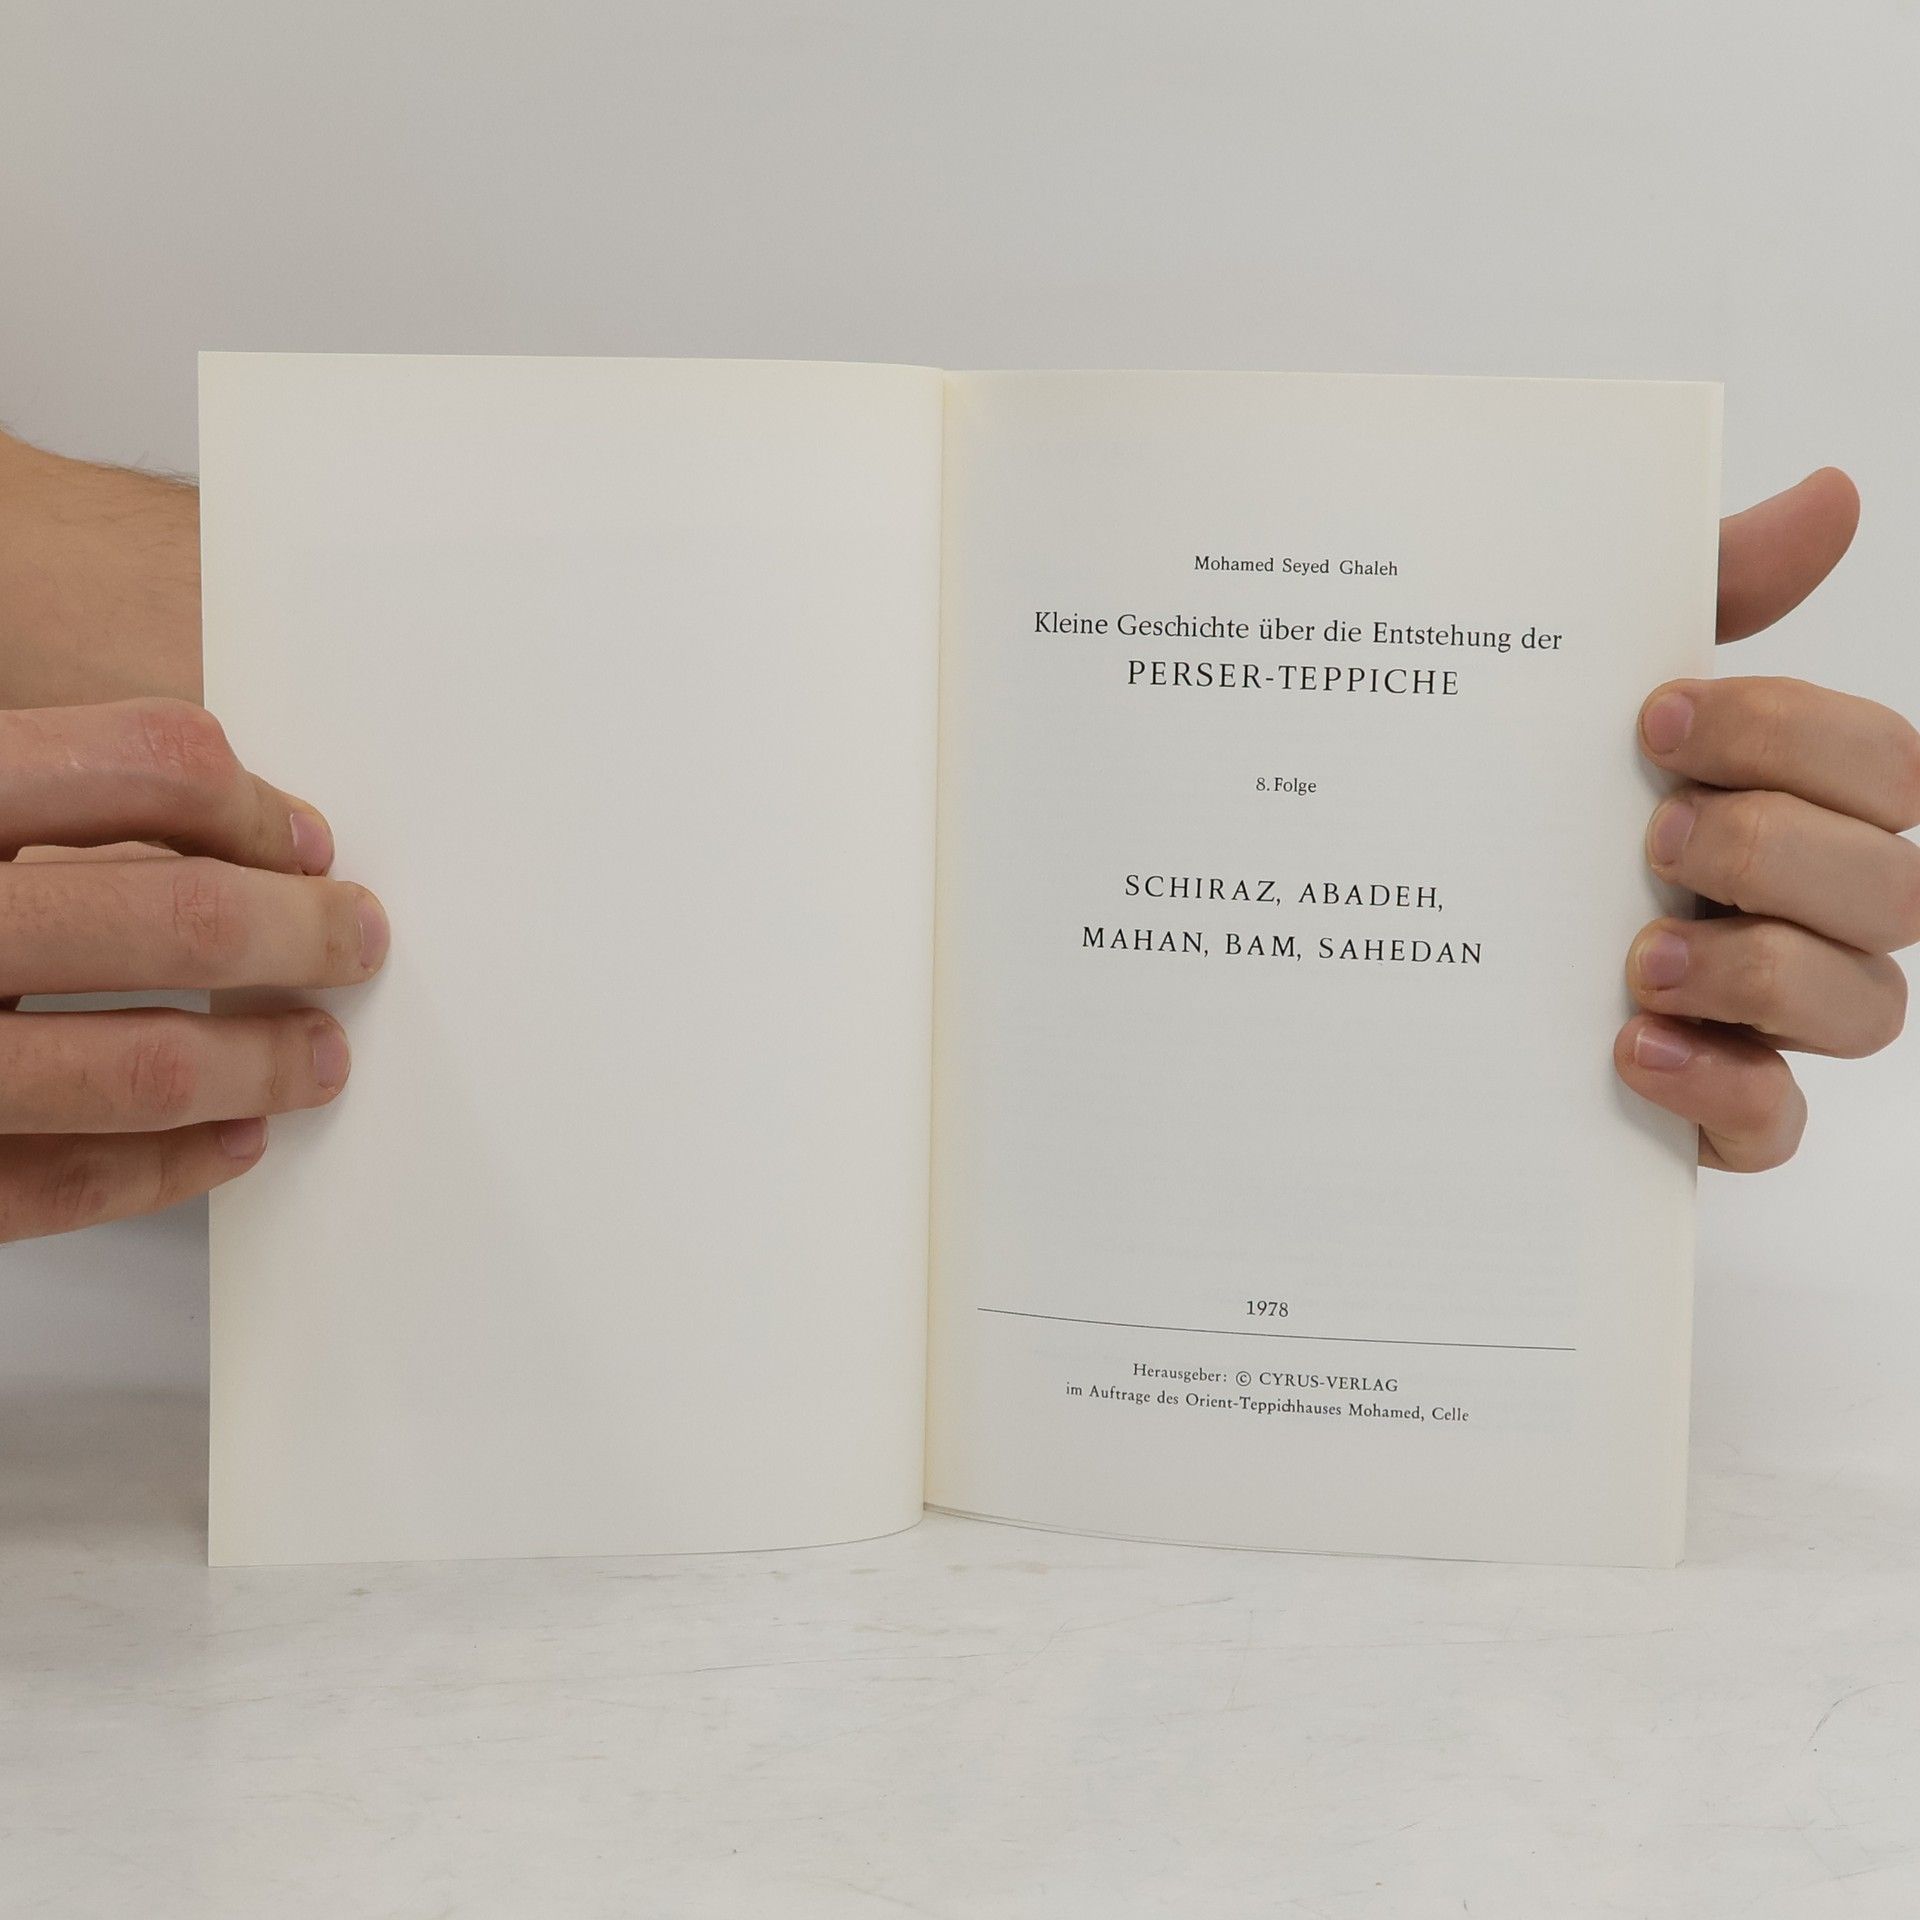 Mohamed Seyed Ghaleh
Kleine Geschichte über die Entstehung der
PERSER-TEPPICHE
8. Folge
SCHIRAZ, ABADEH,
MAHAN, BAM, SAHEDAN
1978
Herausgeber: © CYRUS-VERLAG
im Auftrage des Orient-Teppichhauses Mohamed, Celle